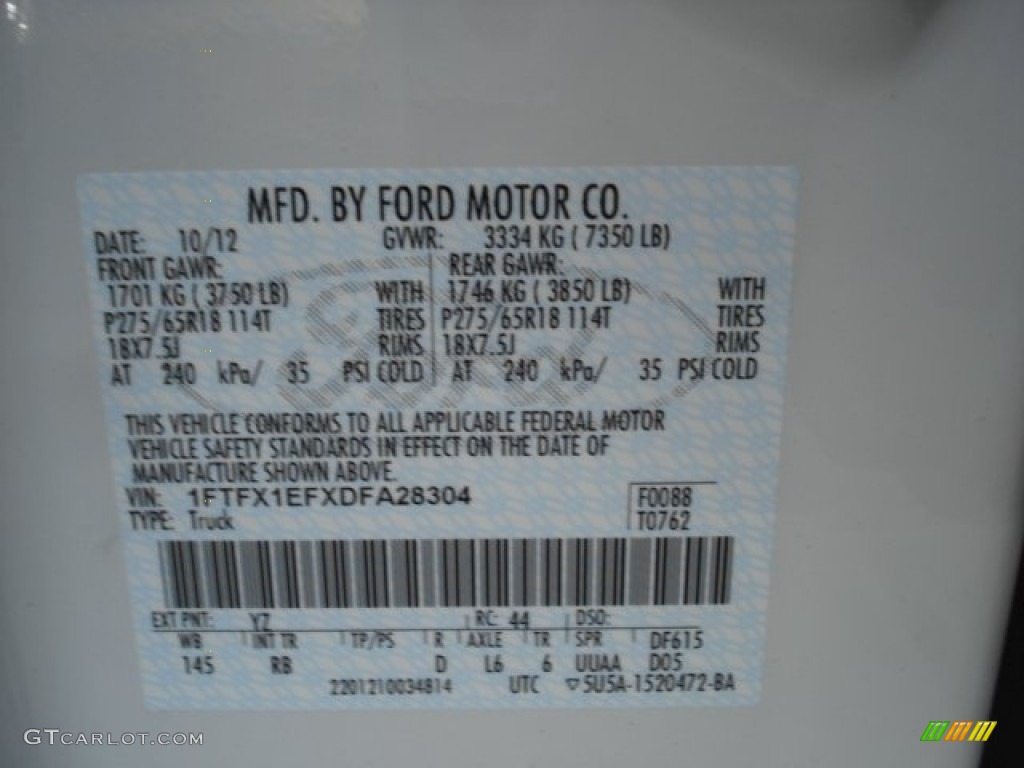 MFD. BY FORD MOTOR CO.
DATE: 10/12 GVWR: 3334 KG ( 7350 LB)
FRONT GAWR: REAR GAWR:
1701 KG ( 3750 LB) WITH 1746 KG ( 3850 LB) WITH
P275/65R18 114T TIRES P275/65R18 114T TIRES
18X7.5J RIMS 18X7.5J RIMS
AT 240 kPa/ 35 PSI COLD AT 240 kPa/ 35 PSI COLD
THIS VEHICLE CONFORMS TO ALL APPLICABLE FEDERAL MOTOR
VEHICLE SAFETY STANDARDS IN EFFECT ON THE DATE OF
MANUFACTURE SHOWN ABOVE.
VIN: 1FTFX1EFXDFA28304 F0088
TYPE: Truck T0762
EXT PNT: YZ RC: 44 DSO:
WB INT TR TP/PS R AXLE TR SPR DF615
145 RB D L6 6 UUAA D05
2201210034814 UTC ▽5U5A-1520472-BA
GTCARLOT.COM